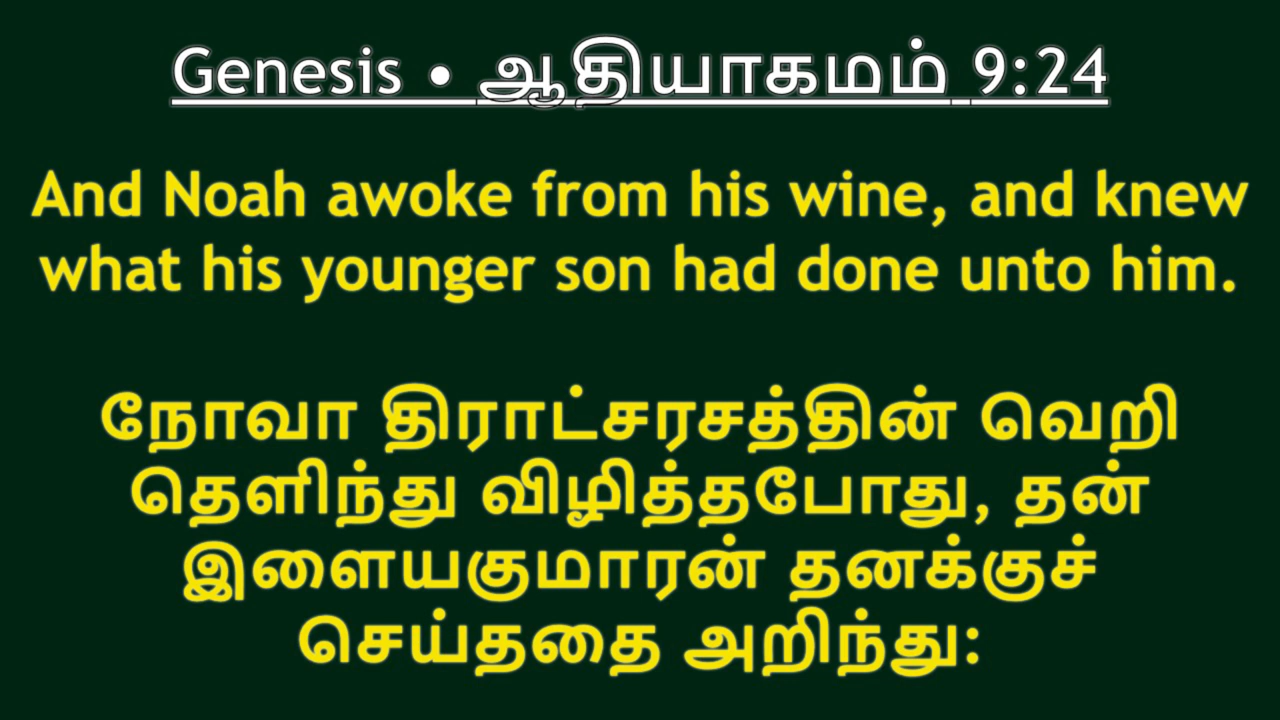 Genesis • ஆதியாகமம் 9:24
And Noah awoke from his wine, and knew
what his younger son had done unto him.
நோவா திராட்சரசத்தின் வெறி
தெளிந்து விழித்தபோது, தன்
இளையகுமாரன் தனக்குச்
செய்ததை அறிந்து: